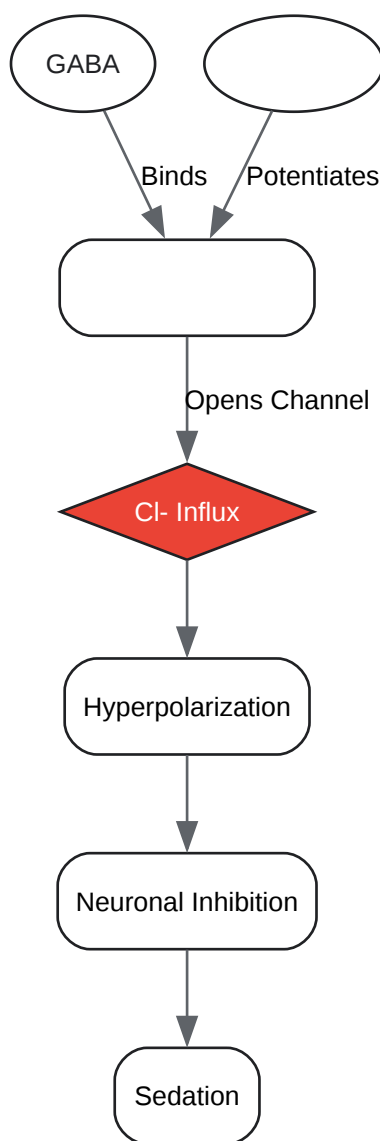 GABA
Binds
Potentiates
Opens Channel
Cl- Influx
Hyperpolarization
Neuronal Inhibition
Sedation